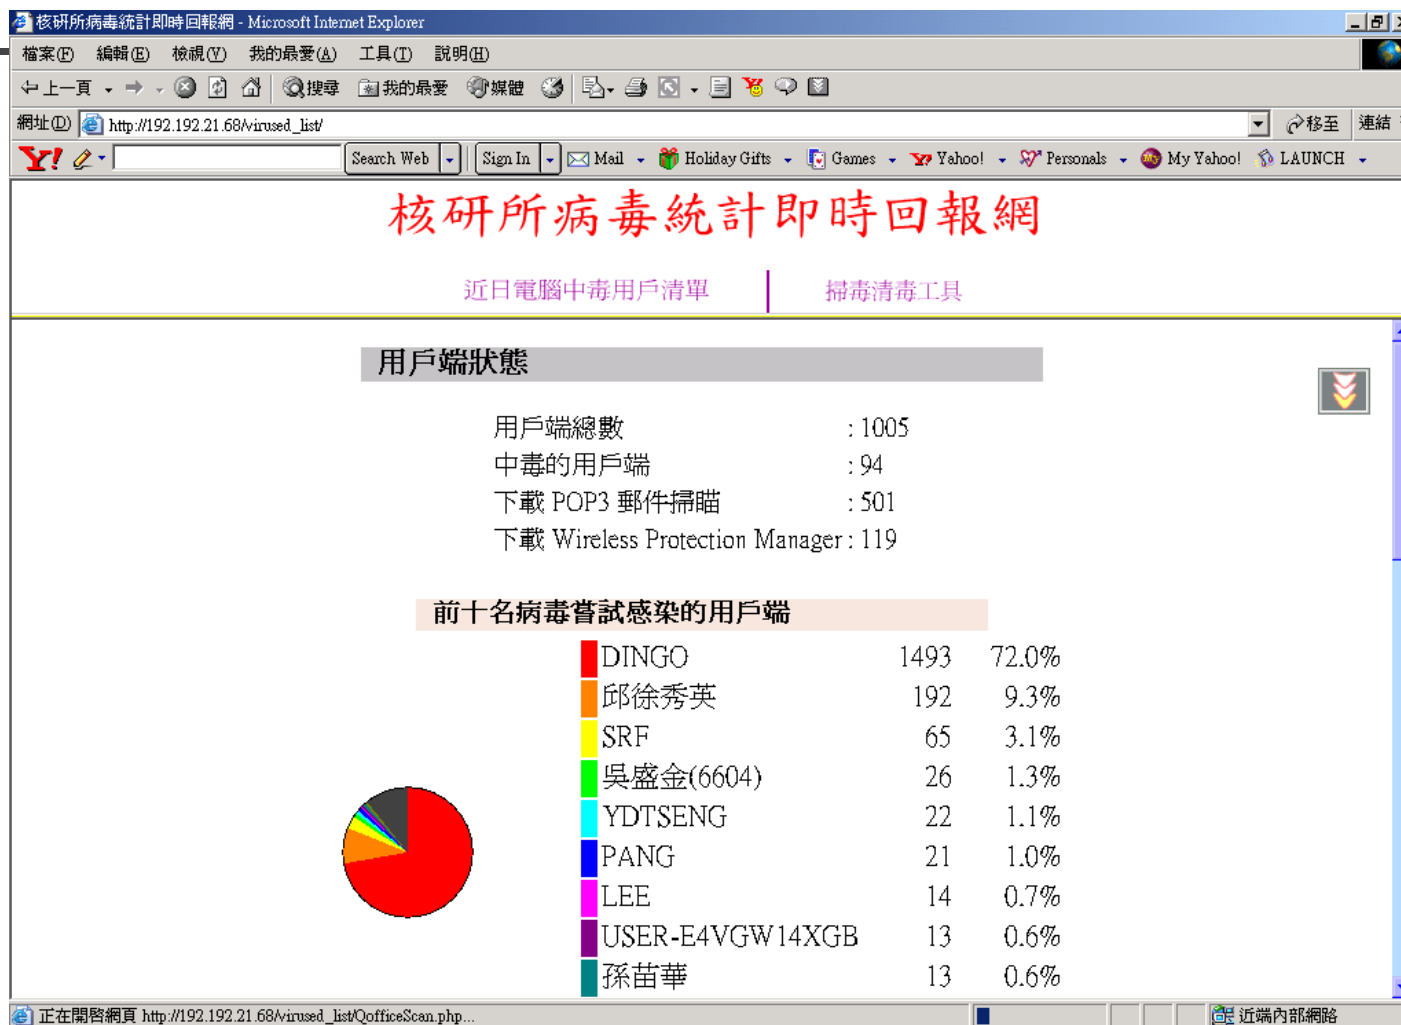 核研所病毒統計即時回報網 - Microsoft Internet Explorer
檔案(F) 編輯(E) 檢視(V) 我的最愛(A) 工具(T) 說明(H)
上一頁 搜尋 我的最愛 媒體
網址(D) http://192.192.21.68/virused_list/ 移至 連結
Y! Search Web Sign In Mail Holiday Gifts Games Yahoo! Personals My Yahoo! LAUNCH
核研所病毒統計即時回報網
近日電腦中毒用戶清單 掃毒清毒工具
用戶端狀態
用戶端總數 : 1005
中毒的用戶端 : 94
下載 POP3 郵件掃瞄 : 501
下載 Wireless Protection Manager : 119
前十名病毒嘗試感染的用戶端
DINGO 1493 72.0%
邱徐秀英 192 9.3%
SRF 65 3.1%
吳盛金(6604) 26 1.3%
YDTSENG 22 1.1%
PANG 21 1.0%
LEE 14 0.7%
USER-E4VGW14XGB 13 0.6%
孫苗華 13 0.6%
正在開啓網頁 http://192.192.21.68/virused_list/QofficeScan.php... 近端內部網路